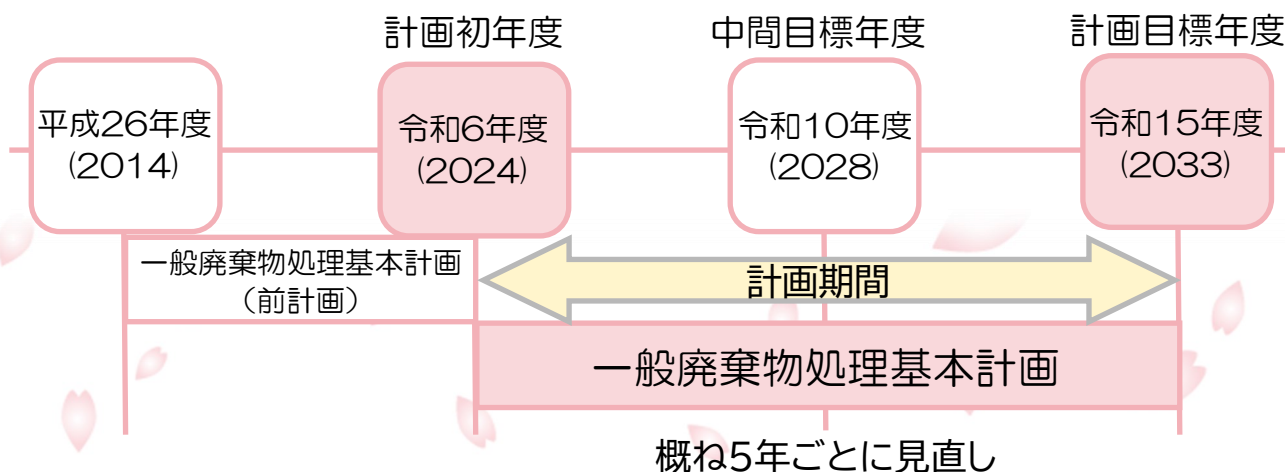 計画初年度
中間目標年度
計画目標年度
平成26年度
(2014)
令和6年度
(2024)
令和10年度
(2028)
令和15年度
(2033)
一般廃棄物処理基本計画
（前計画）
計画期間
一般廃棄物処理基本計画
概ね5年ごとに見直し